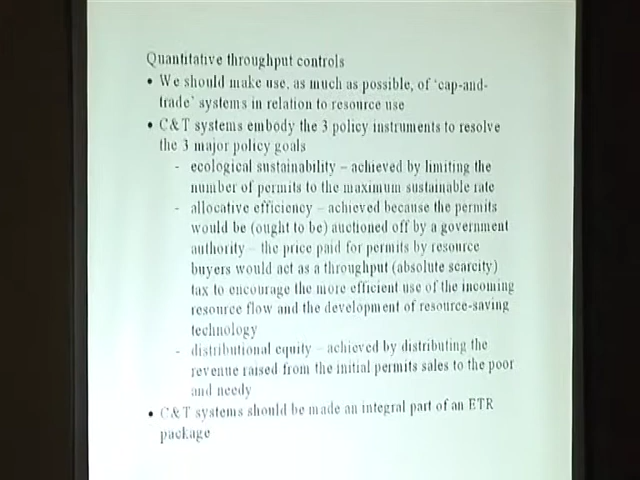 Quantitative throughput controls
• We should make use, as much as possible, of 'cap-and-
trade' systems in relation to resource use
• C&T systems embody the 3 policy instruments to resolve
the 3 major policy goals
- ecological sustainability – achieved by limiting the
number of permits to the maximum sustainable rate
- allocative efficiency – achieved because the permits
would be (ought to be) auctioned off by a government
authority – the price paid for permits by resource
buyers would act as a throughput (absolute scarcity)
tax to encourage the more efficient use of the incoming
resource flow and the development of resource-saving
technology
- distributional equity – achieved by distributing the
revenue raised from the initial permits sales to the poor
and needy
• C&T systems should be made an integral part of an ETR
package